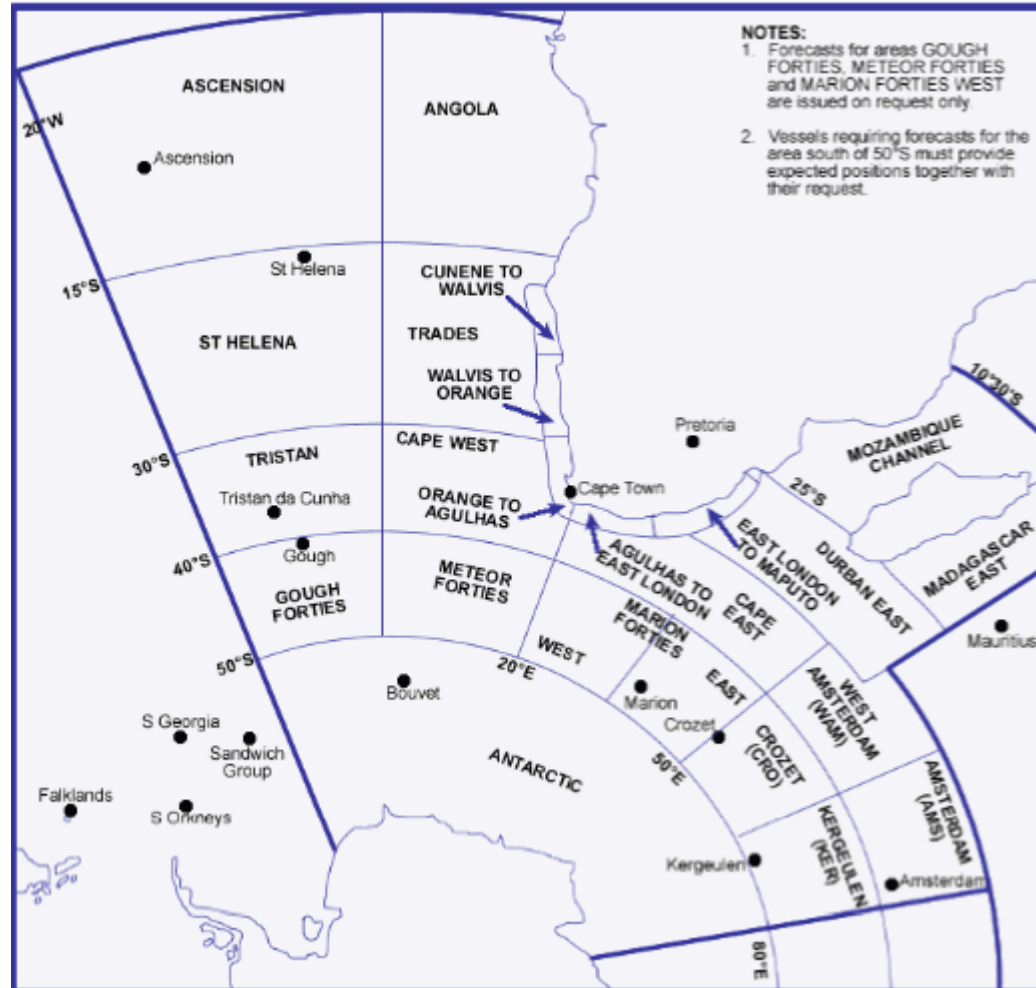 NOTES:
1. Forecasts for areas GOUGH
FORTIES, METEOR FORTIES
and MARION FORTIES WEST
are issued on request only.
2. Vessels requiring forecasts for the
area south of 50°S must provide
expected positions together with
their request.
ASCENSION
ANGOLA
20°W
Ascension
St Helena
15°S
CUNENE TO
WALVIS
ST HELENA
TRADES
WALVIS TO
ORANGE
10°30'S
Pretoria
MOZAMBIQUE
CHANNEL
30°S
TRISTAN
CAPE WEST
Tristan da Cunha
ORANGE TO
AGULHAS
Cape Town
25°S
EAST LONDON
TO MAPUTO
DURBAN EAST
MADAGASCAR
EAST
Mauritius
40°S
Gough
GOUGH
FORTIES
METEOR
FORTIES
AGULHAS TO
EAST LONDON
CAPE
EAST
MARION
FORTIES
WEST
EAST
50°S
20°E
Bouvet
Marion
Crozet
WEST
AMSTERDAM
(WAM)
S Georgia
Sandwich
Group
ANTARCTIC
50°E
CROZET
(CRO)
Falklands
S Orkneys
AMSTERDAM
(AMS)
Kergeulen
KERGEULEN
(KER)
Amsterdam
80°E